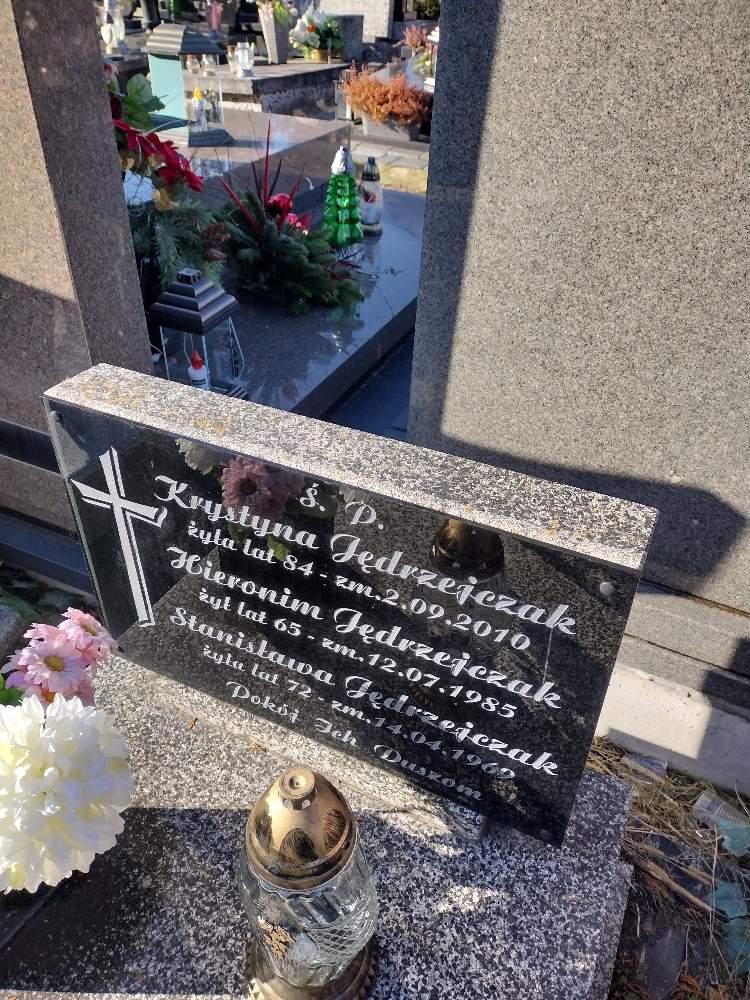 Ś. P.
Krystyna Jędrzejczak
żyła lat 84 - zm.2.09.2010
Hieronim Jędrzejczak
żył lat 65 - zm.12.07.1985
Stanisława Jędrzejczak
żyła lat 72 - zm.14.04.1969
Pokój Ich Duszom